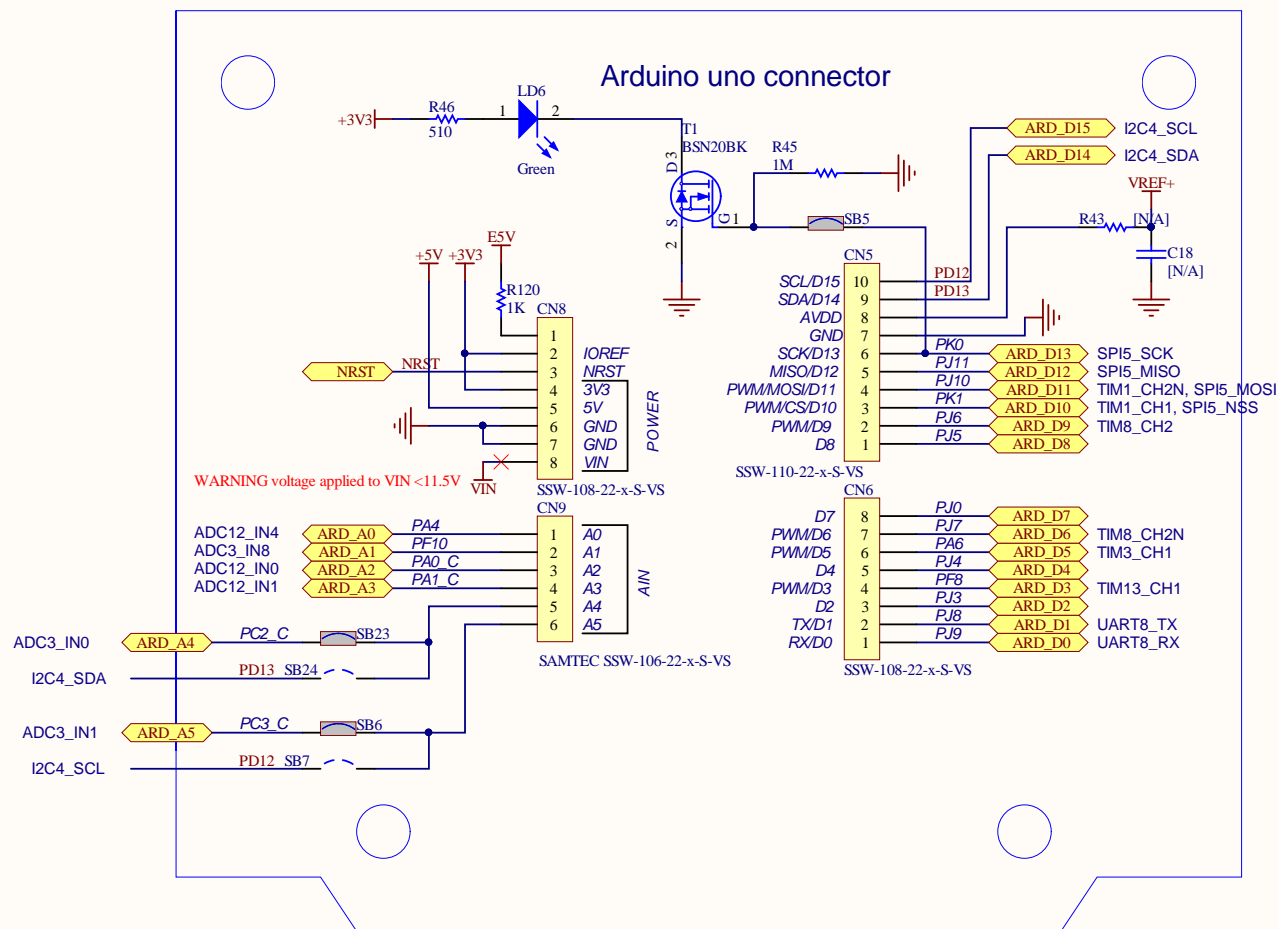 Arduino uno connector
LD6
+3V3
R46
510
1
2
Green
T1
BSN20BK
D
3
S
2
G
1
R45
1M
SB5
ARD_D15
I2C4_SCL
ARD_D14
I2C4_SDA
VREF+
R43
[N/A]
C18
[N/A]
CN5
SCL/D15 10 PD12
SDA/D14 9 PD13
AVDD 8
GND 7
SCK/D13 6 PK0 ARD_D13 SPI5_SCK
MISO/D12 5 PJ11 ARD_D12 SPI5_MISO
PWM/MOSI/D11 4 PJ10 ARD_D11 TIM1_CH2N, SPI5_MOSI
PWM/CS/D10 3 PK1 ARD_D10 TIM1_CH1, SPI5_NSS
PWM/D9 2 PJ6 ARD_D9 TIM8_CH2
D8 1 PJ5 ARD_D8
SSW-110-22-x-S-VS
+5V
+3V3
E5V
R120
1K
CN8
1
2 IOREF
NRST NRST 3 NRST
4 3V3
5 5V
6 GND
7 GND
8 VIN
POWER
WARNING voltage applied to VIN <11.5V
VIN
SSW-108-22-x-S-VS
CN9
ADC12_IN4 ARD_A0 PA4 1 A0
ADC3_IN8 ARD_A1 PF10 2 A1
ADC12_IN0 ARD_A2 PA0_C 3 A2
ADC12_IN1 ARD_A3 PA1_C 4 A3
5 A4
6 A5
AIN
SAMTEC SSW-106-22-x-S-VS
ADC3_IN0 ARD_A4 PC2_C SB23
I2C4_SDA PD13 SB24
ADC3_IN1 ARD_A5 PC3_C SB6
I2C4_SCL PD12 SB7
CN6
D7 8 PJ0 ARD_D7
PWM/D6 7 PJ7 ARD_D6 TIM8_CH2N
PWM/D5 6 PA6 ARD_D5 TIM3_CH1
D4 5 PJ4 ARD_D4
PWM/D3 4 PF8 ARD_D3 TIM13_CH1
D2 3 PJ3 ARD_D2
TX/D1 2 PJ8 ARD_D1 UART8_TX
RX/D0 1 PJ9 ARD_D0 UART8_RX
SSW-108-22-x-S-VS